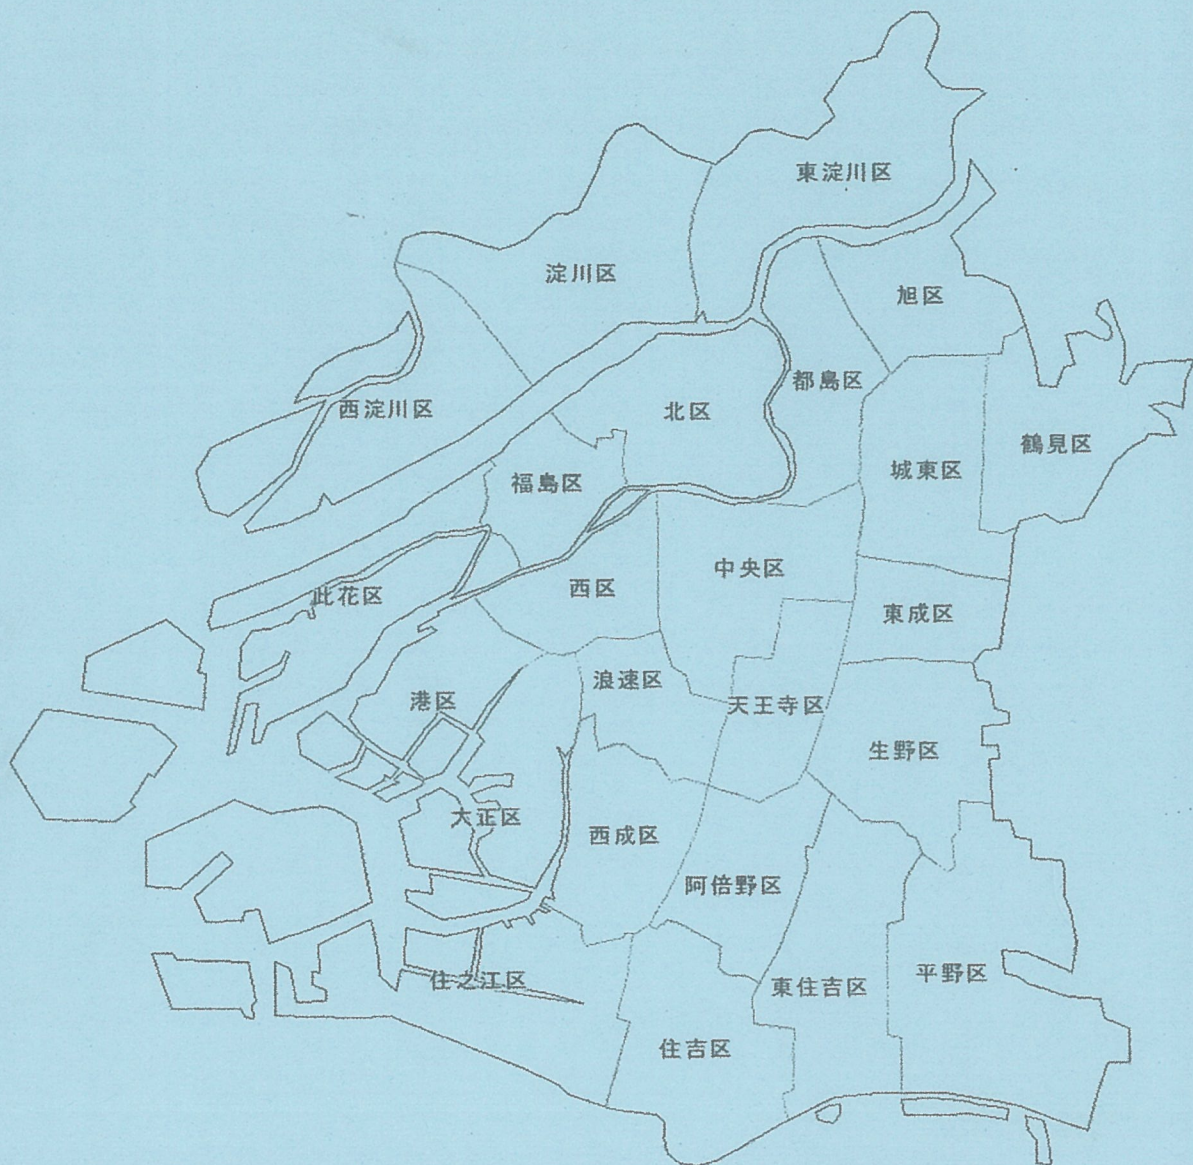 東淀川区
淀川区
旭区
都島区
西淀川区
北区
鶴見区
城東区
福島区
中央区
西区
此花区
東成区
浪速区
港区
天王寺区
生野区
大正区
西成区
阿倍野区
平野区
住之江区
東住吉区
住吉区